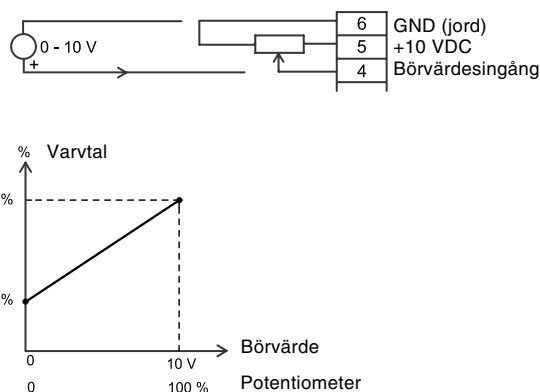 6 GND (jord)
0 - 10 V
5 +10 VDC
+
4 Börvärdesingång
% Varvtal
%
%
Börvärde
0 10 V
0 100 % Potentiometer